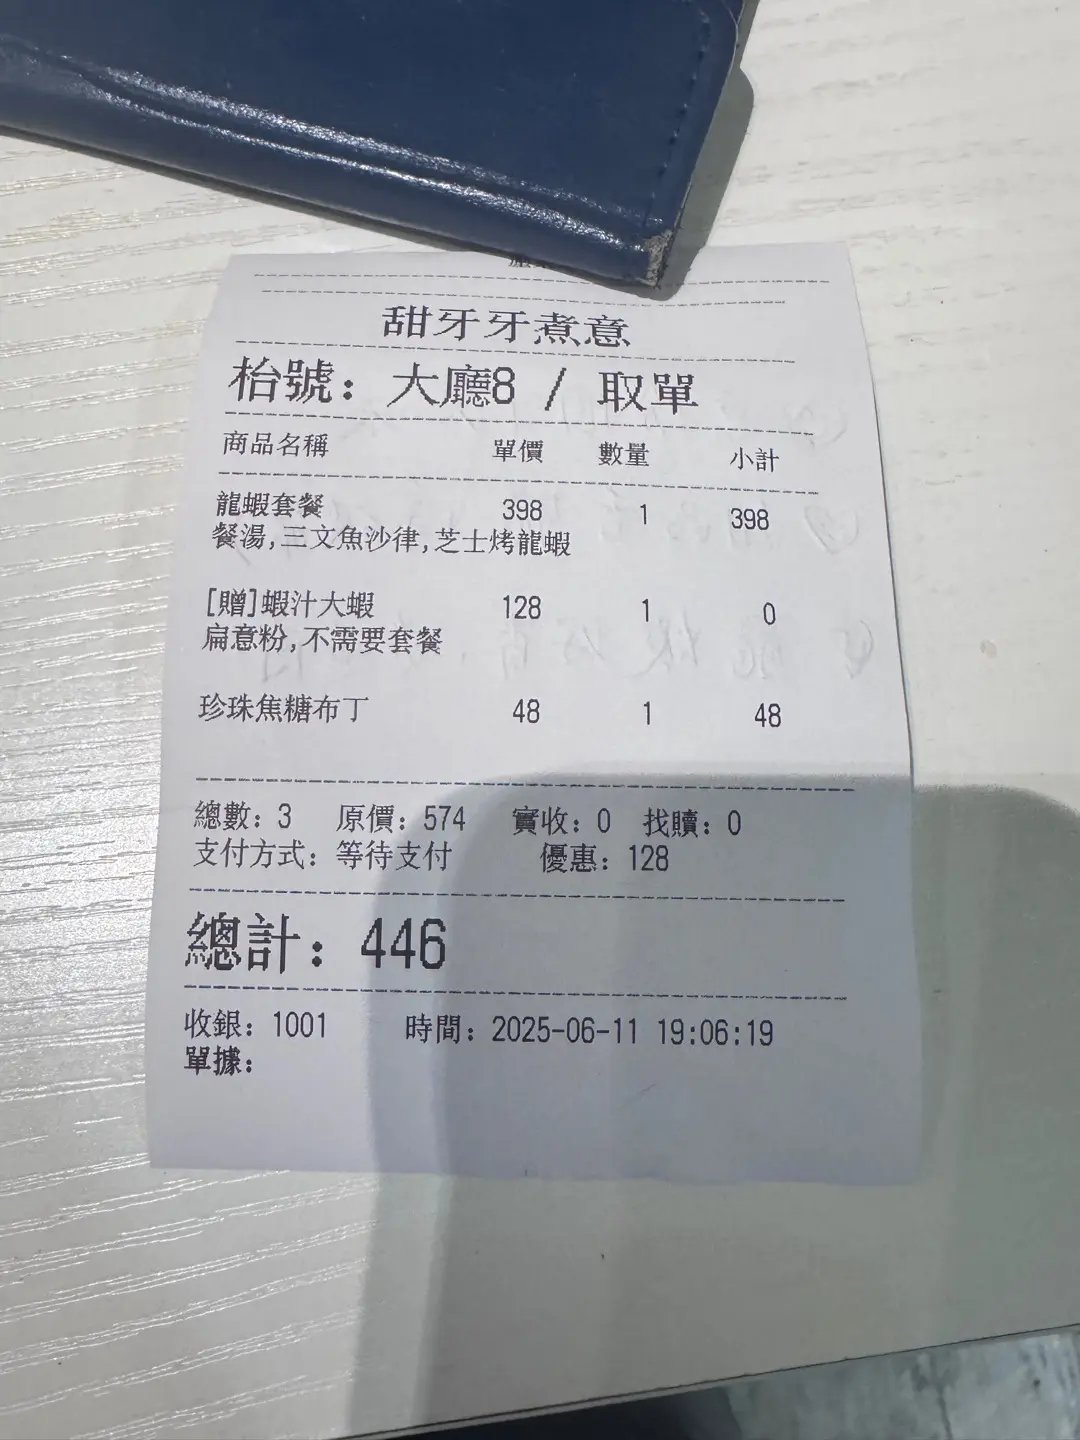 甜牙牙煮意
枱號：大廳8 / 取單
商品名稱 單價 數量 小計
龍蝦套餐 398 1 398
餐湯,三文魚沙律,芝士烤龍蝦
[贈]蝦汁大蝦 128 1 0
扁意粉,不需要套餐
珍珠焦糖布丁 48 1 48
總數：3 原價：574 實收：0 找贖：0
支付方式：等待支付 優惠：128
總計：446
收銀：1001 時間：2025-06-11 19:06:19
單據：